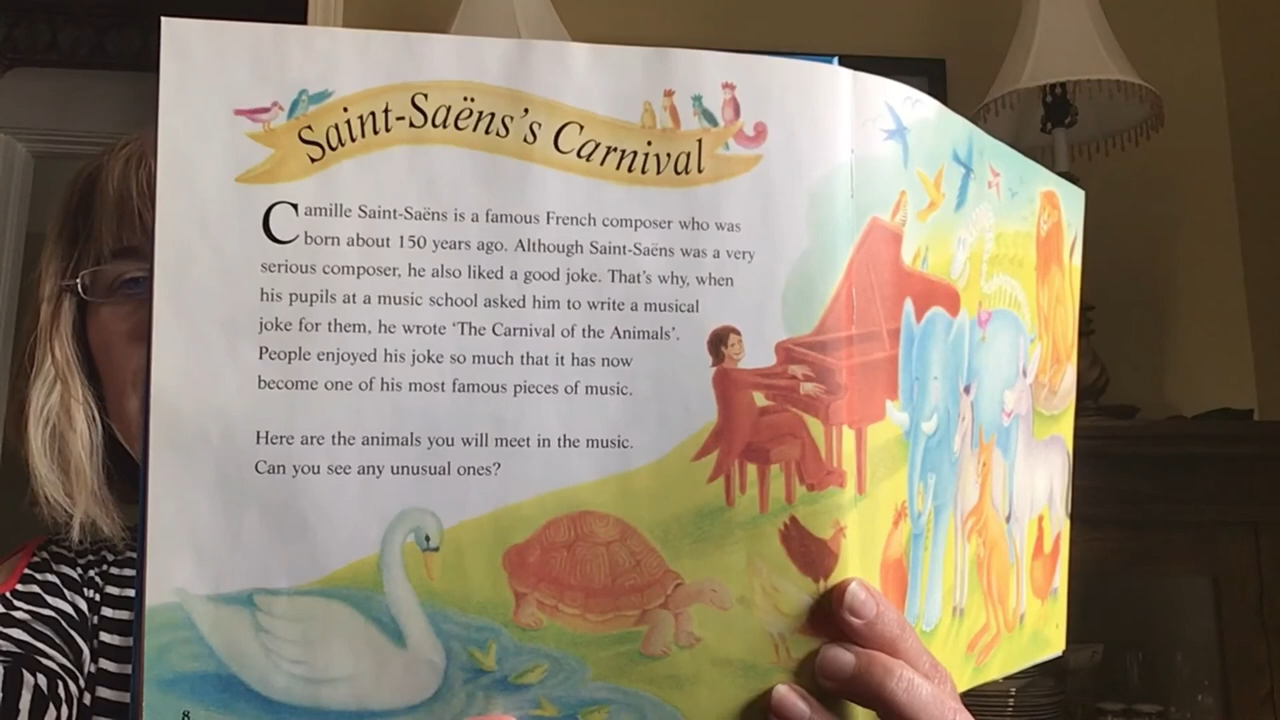 Saint-Saëns's Carnival
Camille Saint-Saëns is a famous French composer who was
born about 150 years ago. Although Saint-Saëns was a very
serious composer, he also liked a good joke. That's why, when
his pupils at a music school asked him to write a musical
joke for them, he wrote 'The Carnival of the Animals'.
People enjoyed his joke so much that it has now
become one of his most famous pieces of music.
Here are the animals you will meet in the music.
Can you see any unusual ones?
8